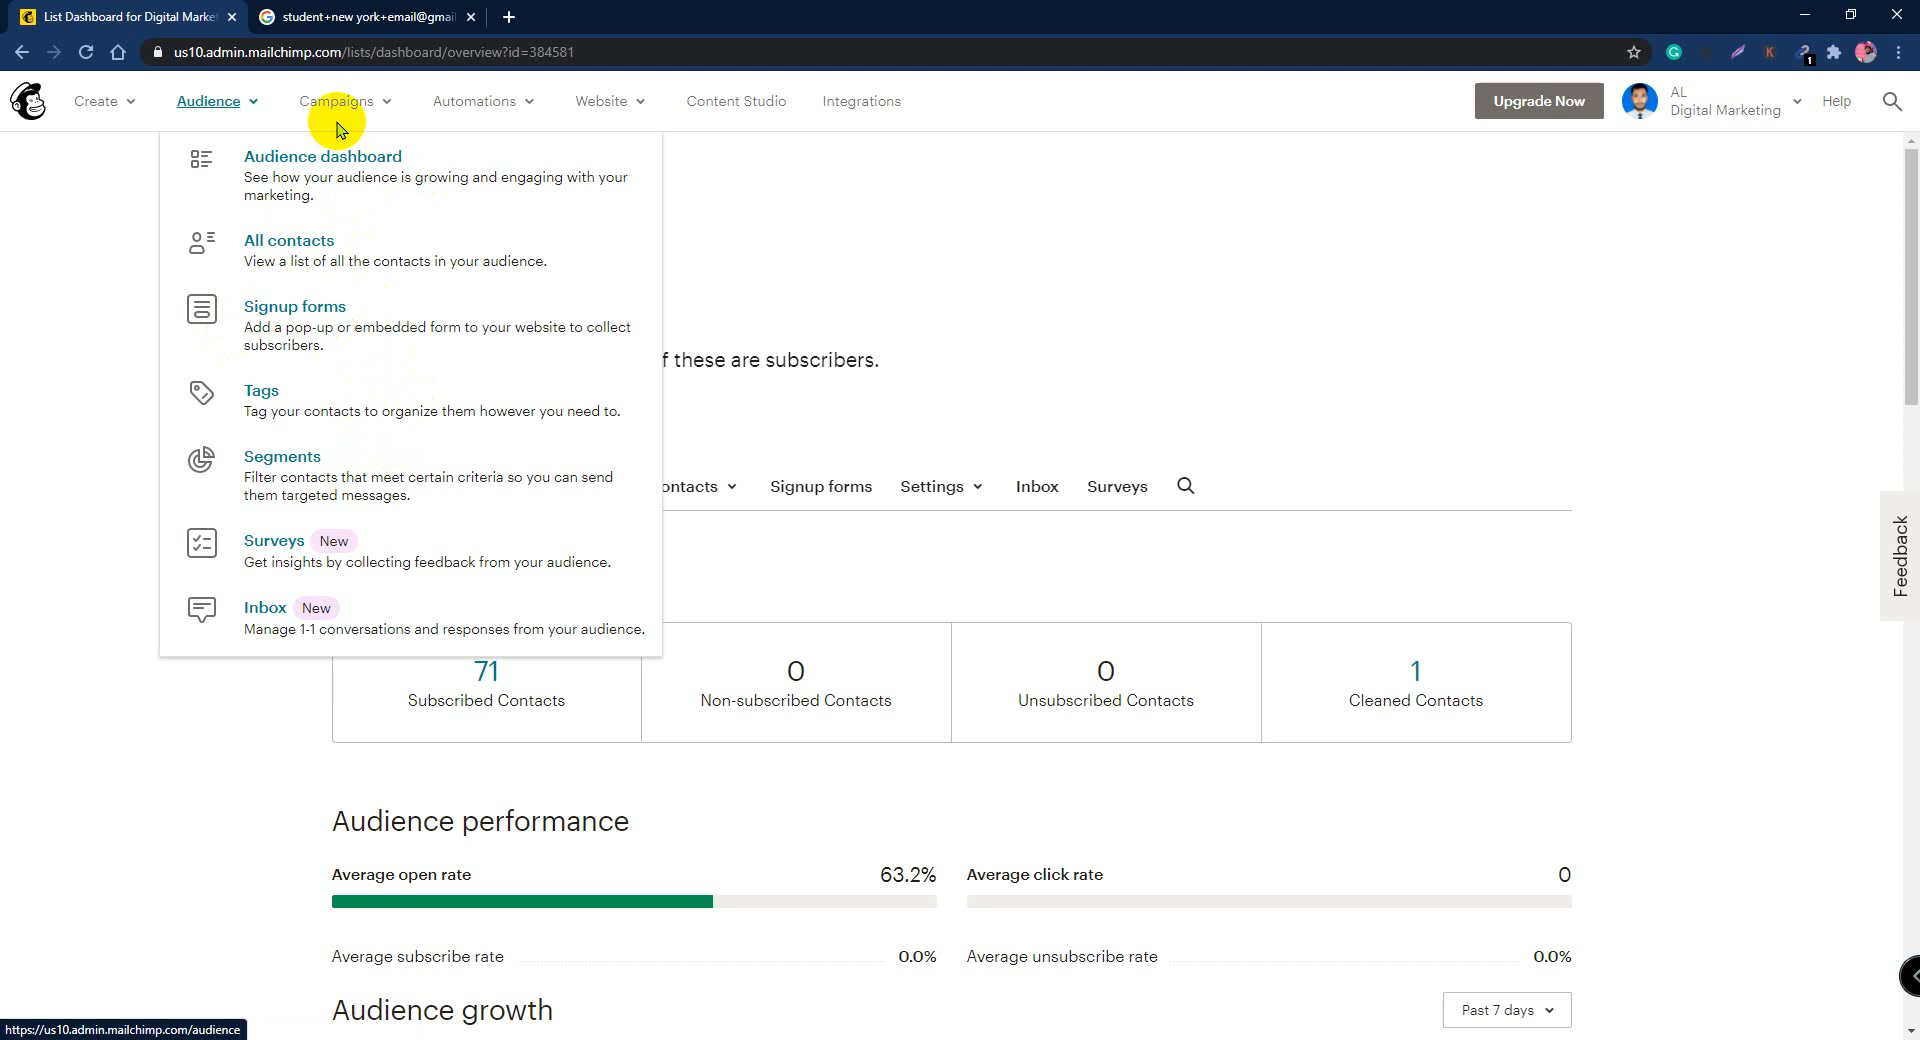 List Dashboard for Digital Marke
student+new york+email@gmai
us10.admin.mailchimp.com/lists/dashboard/overview?id=384581
K
1
Create
Audience
Campaigns
Automations
Website
Content Studio
Integrations
Upgrade Now
AL
Digital Marketing
Help
Audience dashboard
See how your audience is growing and engaging with your
marketing.
All contacts
View a list of all the contacts in your audience.
Signup forms
Add a pop-up or embedded form to your website to collect
subscribers.
f these are subscribers.
Tags
Tag your contacts to organize them however you need to.
Segments
Filter contacts that meet certain criteria so you can send
them targeted messages.
ontacts
Signup forms
Settings
Inbox
Surveys
Surveys New
Get insights by collecting feedback from your audience.
Feedback
Inbox New
Manage 1-1 conversations and responses from your audience.
71
Subscribed Contacts
0
Non-subscribed Contacts
0
Unsubscribed Contacts
1
Cleaned Contacts
Audience performance
Average open rate 63.2%
Average click rate 0
Average subscribe rate 0.0%
Average unsubscribe rate 0.0%
Audience growth
Past 7 days
https://us10.admin.mailchimp.com/audience